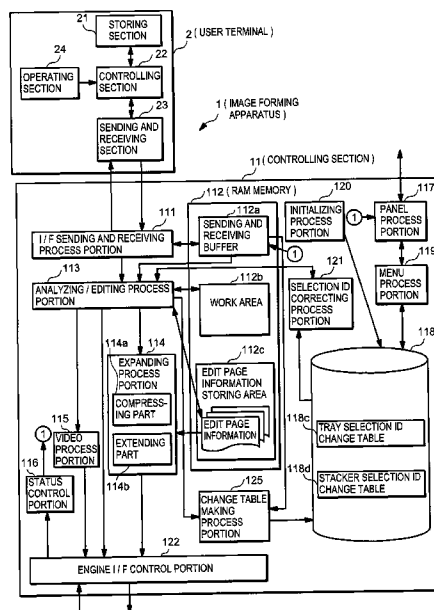 21
STORING
SECTION
2 (USER TERMINAL)
24
22
OPERATING
SECTION
CONTROLLING
SECTION
23
SENDING AND
RECEIVING
SECTION
1 (IMAGE FORMING
APPARATUS)
11 (CONTROLLING SECTION)
112 (RAM MEMORY)
120
117
111
112a
I / F SENDING AND RECEIVING
PROCESS PORTION
SENDING AND
RECEIVING
BUFFER
INITIALIZING
PROCESS
PORTION
1
PANEL PROCESS
PORTION
113
1
121
119
ANALYZING / EDITING PROCESS
PORTION
112b
WORK AREA
SELECTION ID
CORRECTING
PROCESS
PORTION
MENU PROCESS
PORTION
114a
114
112c
118
EXPANDING
PROCESS
PORTION
COMPRES-
SING PART
EXTENDING
PART
114b
EDIT PAGE
INFORMATION
STORING AREA
EDIT PAGE
INFORMATION
118c
TRAY SELECTION ID
CHANGE TABLE
118d
STACKER SELECTION ID
CHANGE TABLE
1
115
116
VIDEO PROCESS
PORTION
STATUS
CONTROL
PORTION
125
CHANGE TABLE
MAKING
PROCESS
PORTION
122
ENGINE I / F CONTROL PORTION